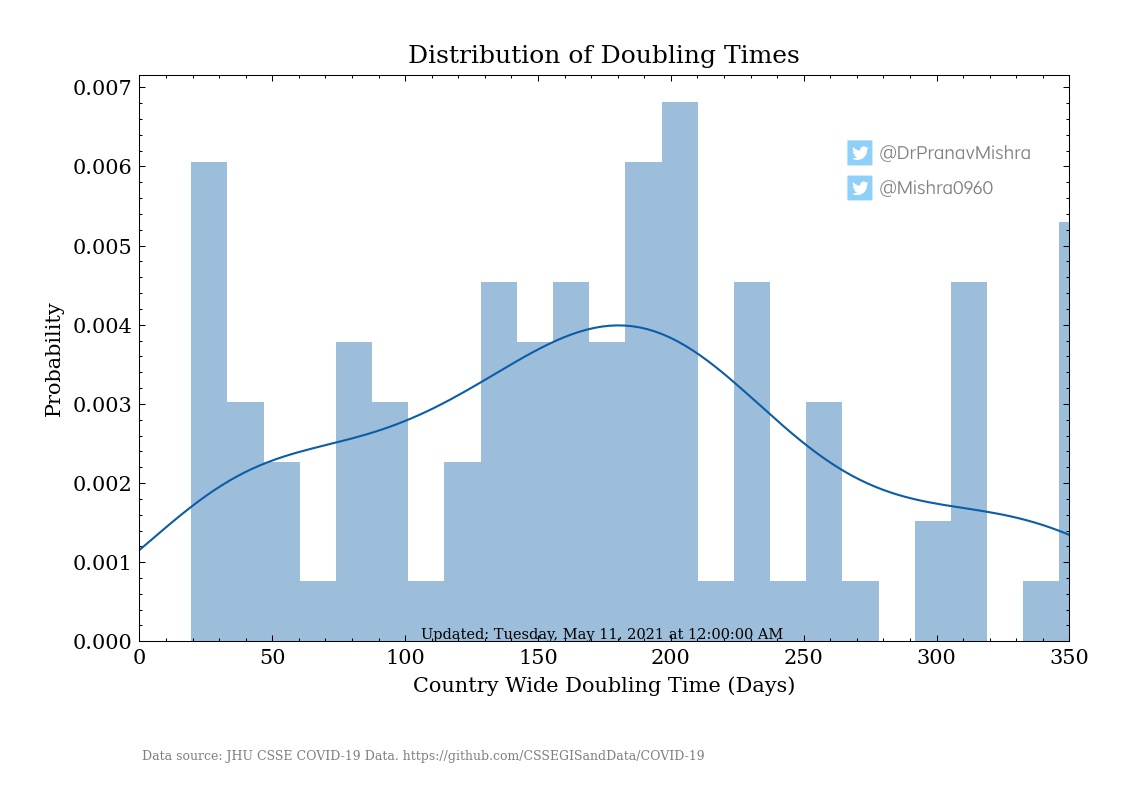 Distribution of Doubling Times
0.007
0.006
0.005
0.004
0.003
0.002
0.001
0.000
Probability
@DrPranavMishra
@Mishra0960
Updated: Tuesday, May 11, 2021 at 12:00:00 AM
0 50 100 150 200 250 300 350
Country Wide Doubling Time (Days)
Data source: JHU CSSE COVID-19 Data. https://github.com/CSSEGISandData/COVID-19